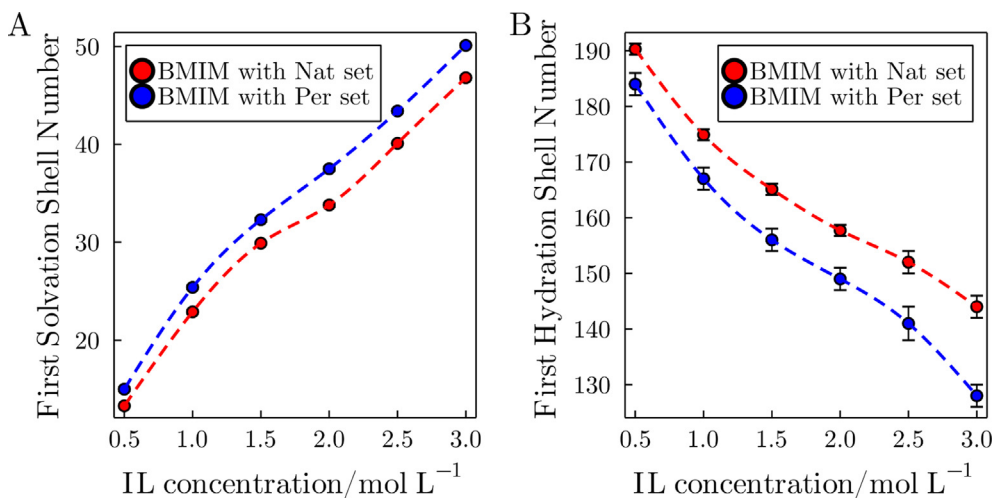 A
First Solvation Shell Number
50
40
30
20
BMIM with Nat set
BMIM with Per set
0.5 1.0 1.5 2.0 2.5 3.0
IL concentration/mol L⁻¹
B
First Hydration Shell Number
190
180
170
160
150
140
130
BMIM with Nat set
BMIM with Per set
0.5 1.0 1.5 2.0 2.5 3.0
IL concentration/mol L⁻¹